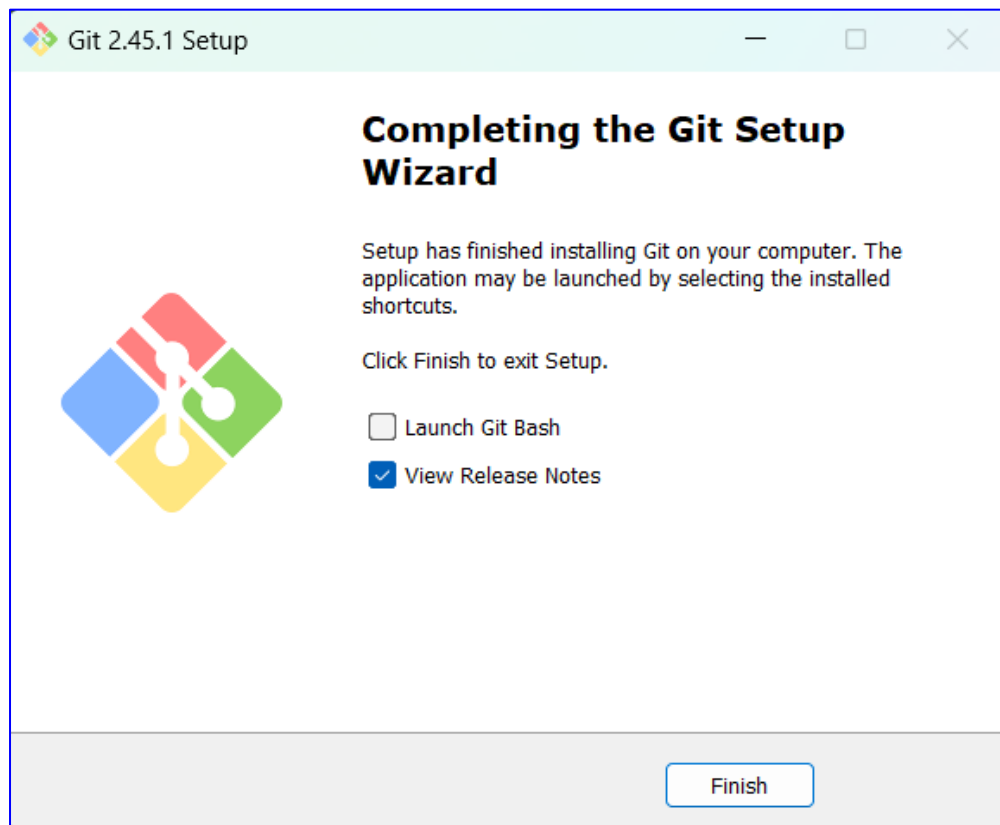 Git 2.45.1 Setup
Completing the Git Setup
Wizard
Setup has finished installing Git on your computer. The
application may be launched by selecting the installed
shortcuts.
Click Finish to exit Setup.
Launch Git Bash
View Release Notes
Finish